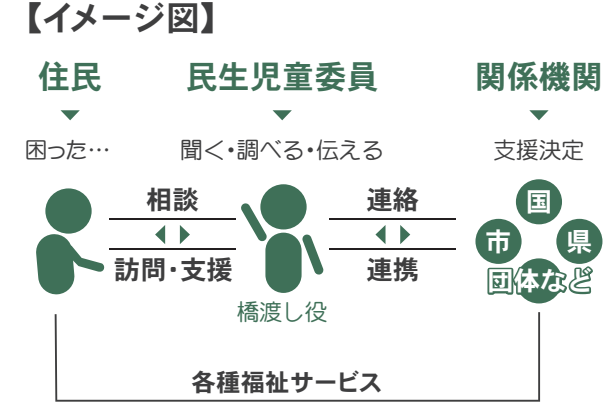 【イメージ図】
住民 民生児童委員 関係機関
困った… 聞く・調べる・伝える 支援決定
相談 連絡
国
市 県
訪問・支援 連携
団体など
橋渡し役
各種福祉サービス